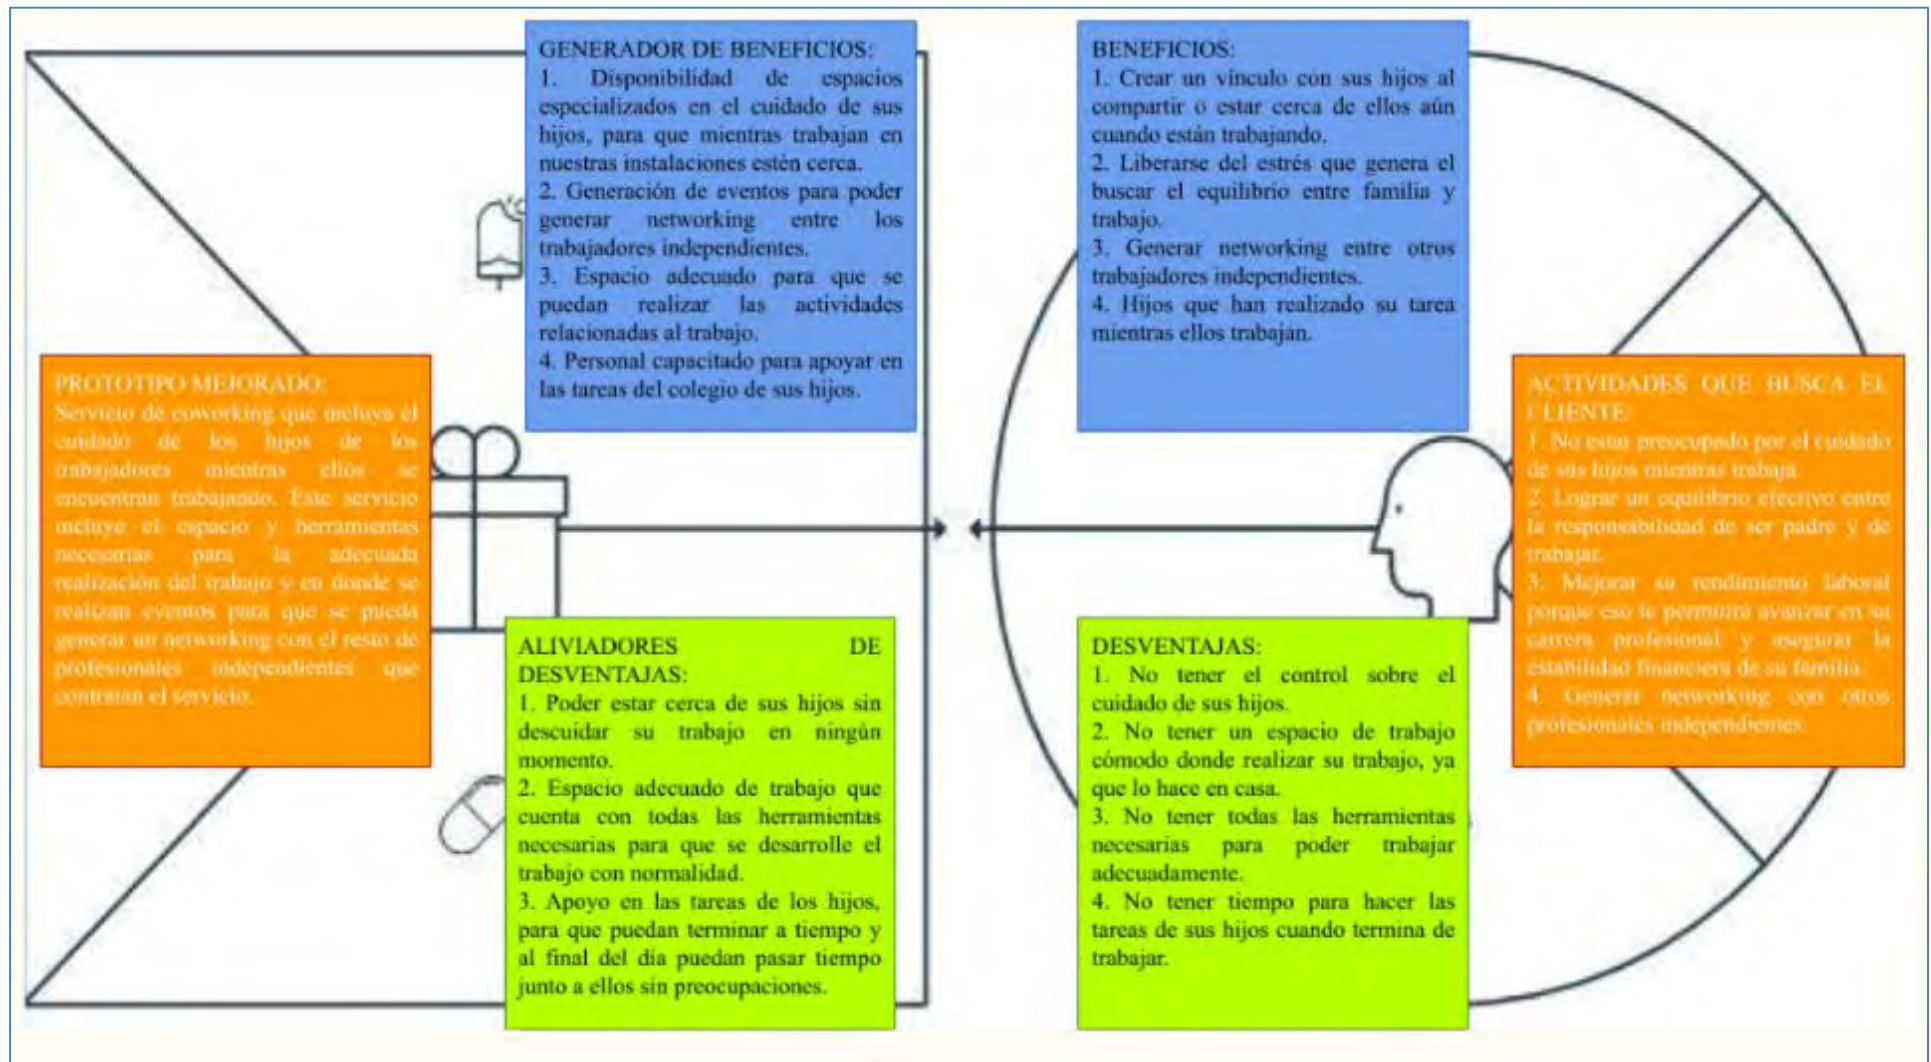 GENERADOR DE BENEFICIOS:
1. Disponibilidad de espacios
especializados en el cuidado de sus
hijos, para que mientras trabajan en
nuestras instalaciones estén cerca.
2. Generación de eventos para poder
generar networking entre los
trabajadores independientes.
3. Espacio adecuado para que se
puedan realizar las actividades
relacionadas al trabajo.
4. Personal capacitado para apoyar en
las tareas del colegio de sus hijos.
BENEFICIOS:
1. Crear un vínculo con sus hijos al
compartir o estar cerca de ellos aún
cuando están trabajando.
2. Liberarse del estrés que genera el
buscar el equilibrio entre familia y
trabajo.
3. Generar networking entre otros
trabajadores independientes.
4. Hijos que han realizado su tarea
mientras ellos trabajan.
PROTOTIPO MEJORADO:
Servicio de coworking que incluya el
cuidado de los hijos de los
trabajadores mientras ellos se
encuentran trabajando. Este servicio
incluye el espacio y herramientas
necesarias para la adecuada
realización del trabajo y en donde se
realizan eventos para que se pueda
generar un networking con el resto de
profesionales independientes que
contratan el servicio.
ACTIVIDADES QUE BUSCA EL
CLIENTE:
1. No estar preocupado por el cuidado
de sus hijos mientras trabaja.
2. Lograr un equilibrio efectivo entre
la responsabilidad de ser padre y de
trabajar.
3. Mejorar su rendimiento laboral
porque eso le permitirá avanzar en su
carrera profesional y asegurar la
estabilidad financiera de su familia.
4. Generar networking con otros
profesionales independientes.
ALIVIADORES DE
DESVENTAJAS:
1. Poder estar cerca de sus hijos sin
descuidar su trabajo en ningún
momento.
2. Espacio adecuado de trabajo que
cuenta con todas las herramientas
necesarias para que se desarrolle el
trabajo con normalidad.
3. Apoyo en las tareas de los hijos,
para que puedan terminar a tiempo y
al final del día puedan pasar tiempo
junto a ellos sin preocupaciones.
DESVENTAJAS:
1. No tener el control sobre el
cuidado de sus hijos.
2. No tener un espacio de trabajo
cómodo donde realizar su trabajo, ya
que lo hace en casa.
3. No tener todas las herramientas
necesarias para poder trabajar
adecuadamente.
4. No tener tiempo para hacer las
tareas de sus hijos cuando termina de
trabajar.